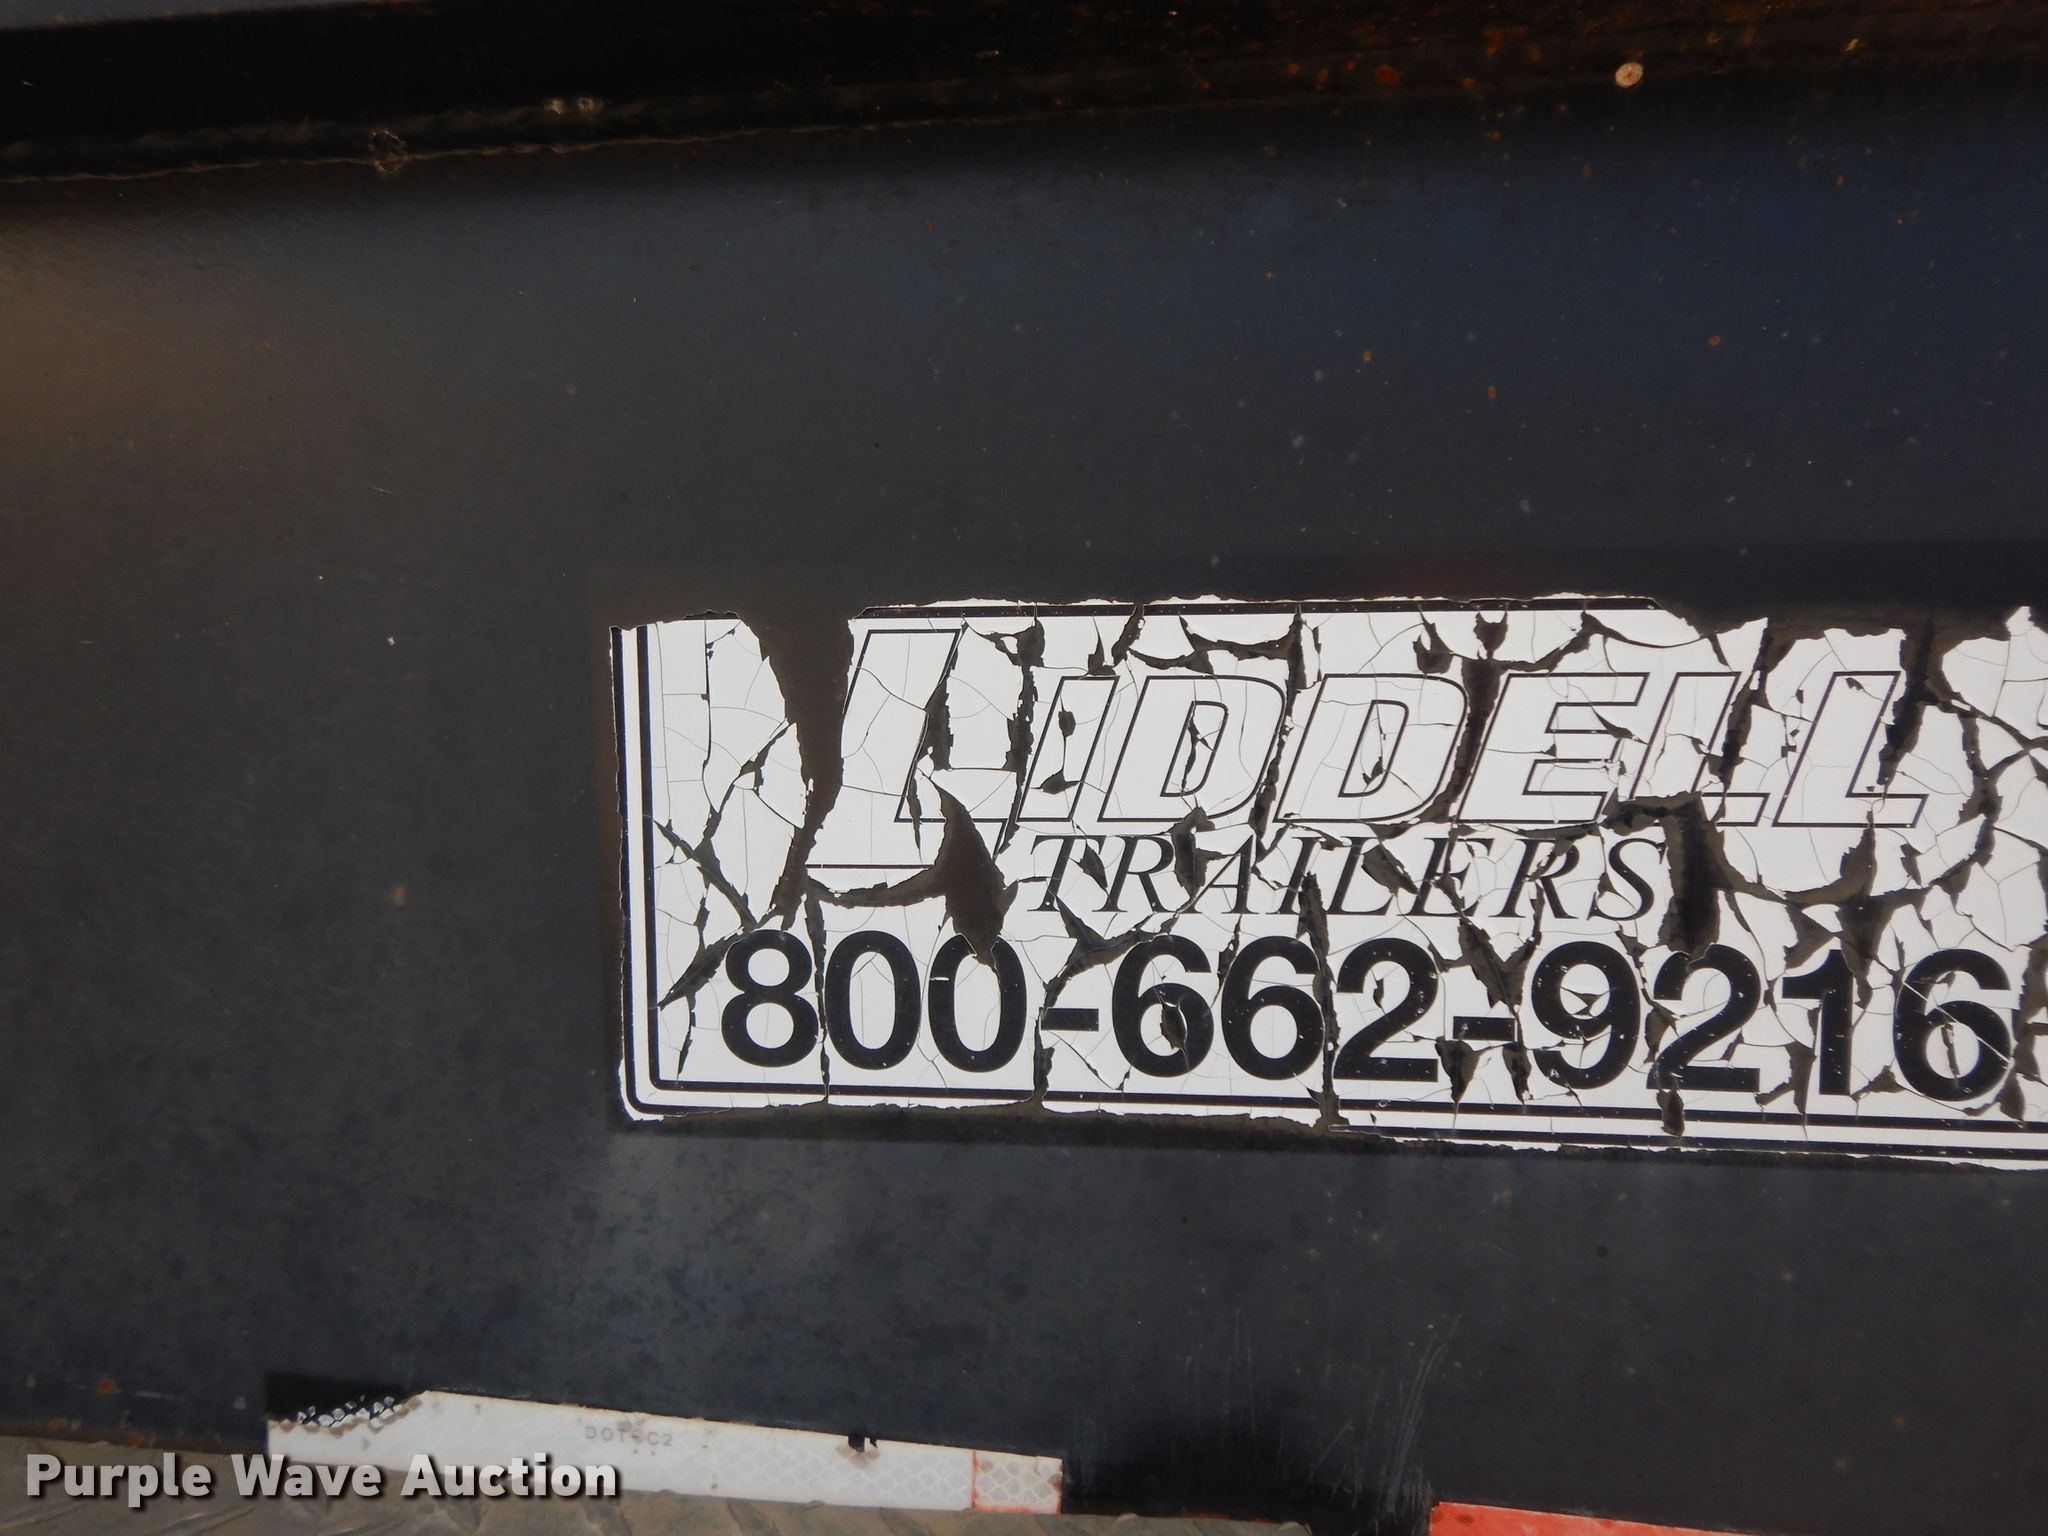 LIDDELL
TRAILERS
800-662-9216
DOT-C2
Purple Wave Auction